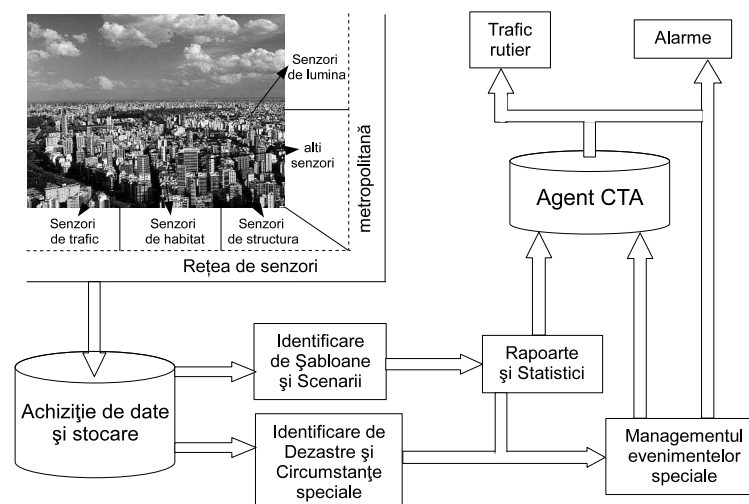 Senzori
de lumina
alti
senzori
Senzori
de trafic
Senzori
de habitat
Senzori
de structura
metropolitană
Rețea de senzori
Trafic
rutier
Alarme
Agent CTA
Achiziţie de date
şi stocare
Identificare
de Şabloane
şi Scenarii
Rapoarte
şi Statistici
Identificare de
Dezastre şi
Circumstanţe
speciale
Managmentul
evenimentelor
speciale